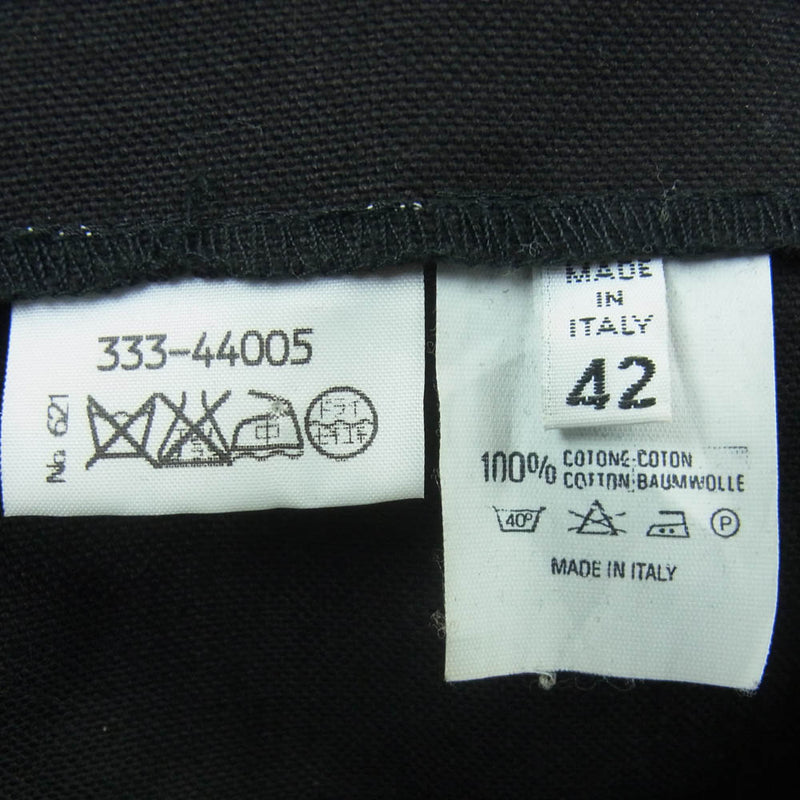 333-44005
No 621
中
ドライ
セキユ系
MADE
IN
ITALY
42
100% COTONE-COTON
COTTON-BAUMWOLLE
40°
P
MADE IN ITALY